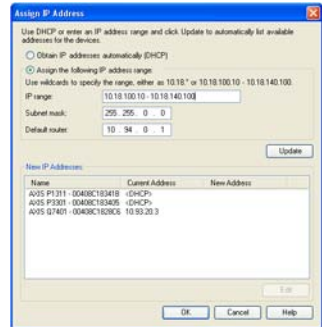 Assign IP Address
Use DHCP or enter an IP address range and click Update to automatically list available
addresses for the devices.
Obtain IP addresses automatically (DHCP)
Assign the following IP address range:
Use wildcards to specify the range, either as 10.18.* or 10.18.100.10 - 10.18.140.100.
IP range: 10.18.100.10 - 10.18.140.100
Subnet mask: 255 . 255 . 0 . 0
Default router: 10 . 94 . 0 . 1
Update
New IP Addresses
Name Current Address New Address
AXIS P1311 - 00408C18341B <DHCP>
AXIS P3301 - 00408C183405 <DHCP>
AXIS Q7401 - 00408C1828C6 10.93.20.3
Edit
OK Cancel Help